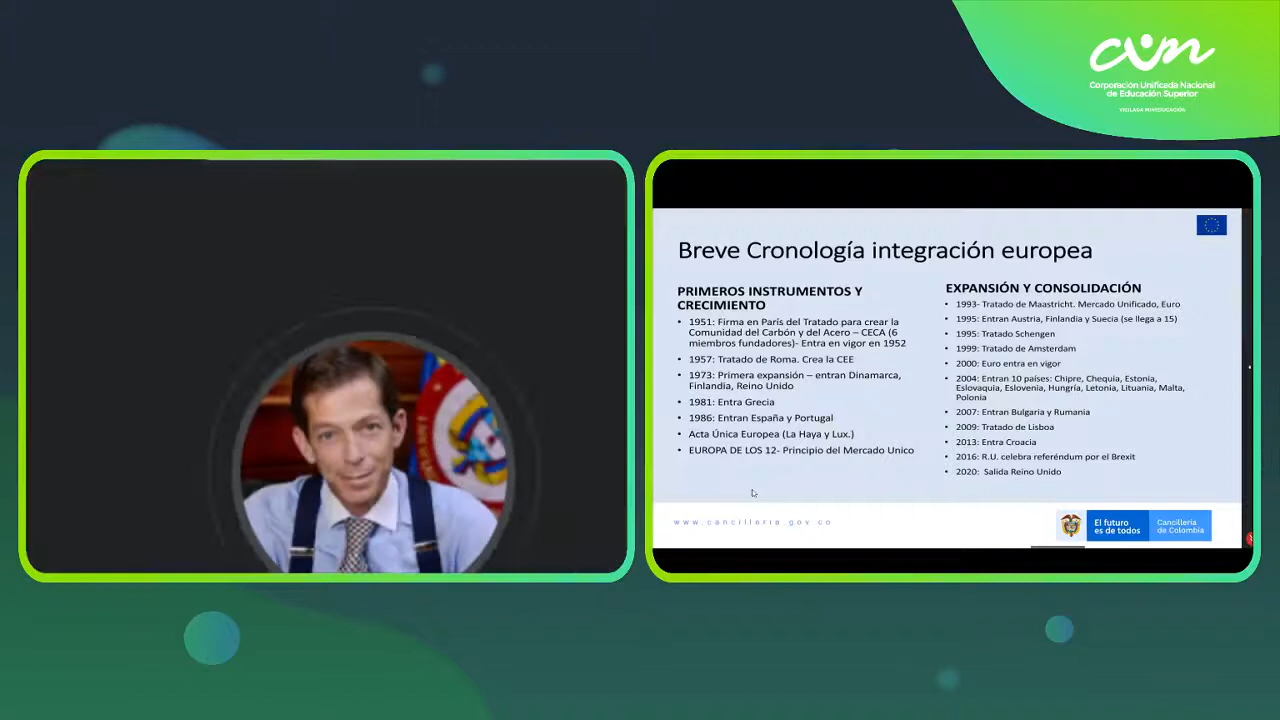 cun
Corporación Unificada Nacional
de Educación Superior
VIGILADA MINEDUCACIÓN
Breve Cronología integración europea
PRIMEROS INSTRUMENTOS Y
CRECIMIENTO
• 1951: Firma en París del Tratado para crear la
Comunidad del Carbón y del Acero – CECA (6
miembros fundadores)- Entra en vigor en 1952
• 1957: Tratado de Roma. Crea la CEE
• 1973: Primera expansión – entran Dinamarca,
Finlandia, Reino Unido
• 1981: Entra Grecia
• 1986: Entran España y Portugal
• Acta Única Europea (La Haya y Lux.)
• EUROPA DE LOS 12- Principio del Mercado Unico
EXPANSIÓN Y CONSOLIDACIÓN
• 1993- Tratado de Maastricht. Mercado Unificado, Euro
• 1995: Entran Austria, Finlandia y Suecia (se llega a 15)
• 1995: Tratado Schengen
• 1999: Tratado de Amsterdam
• 2000: Euro entra en vigor
• 2004: Entran 10 países: Chipre, Chequia, Estonia,
Eslovaquia, Eslovenia, Hungría, Letonia, Lituania, Malta,
Polonia
• 2007: Entran Bulgaria y Rumania
• 2009: Tratado de Lisboa
• 2013: Entra Croacia
• 2016: R.U. celebra referéndum por el Brexit
• 2020: Salida Reino Unido
www.cancilleria.gov.co
El futuro
es de todos
Cancillería
de Colombia